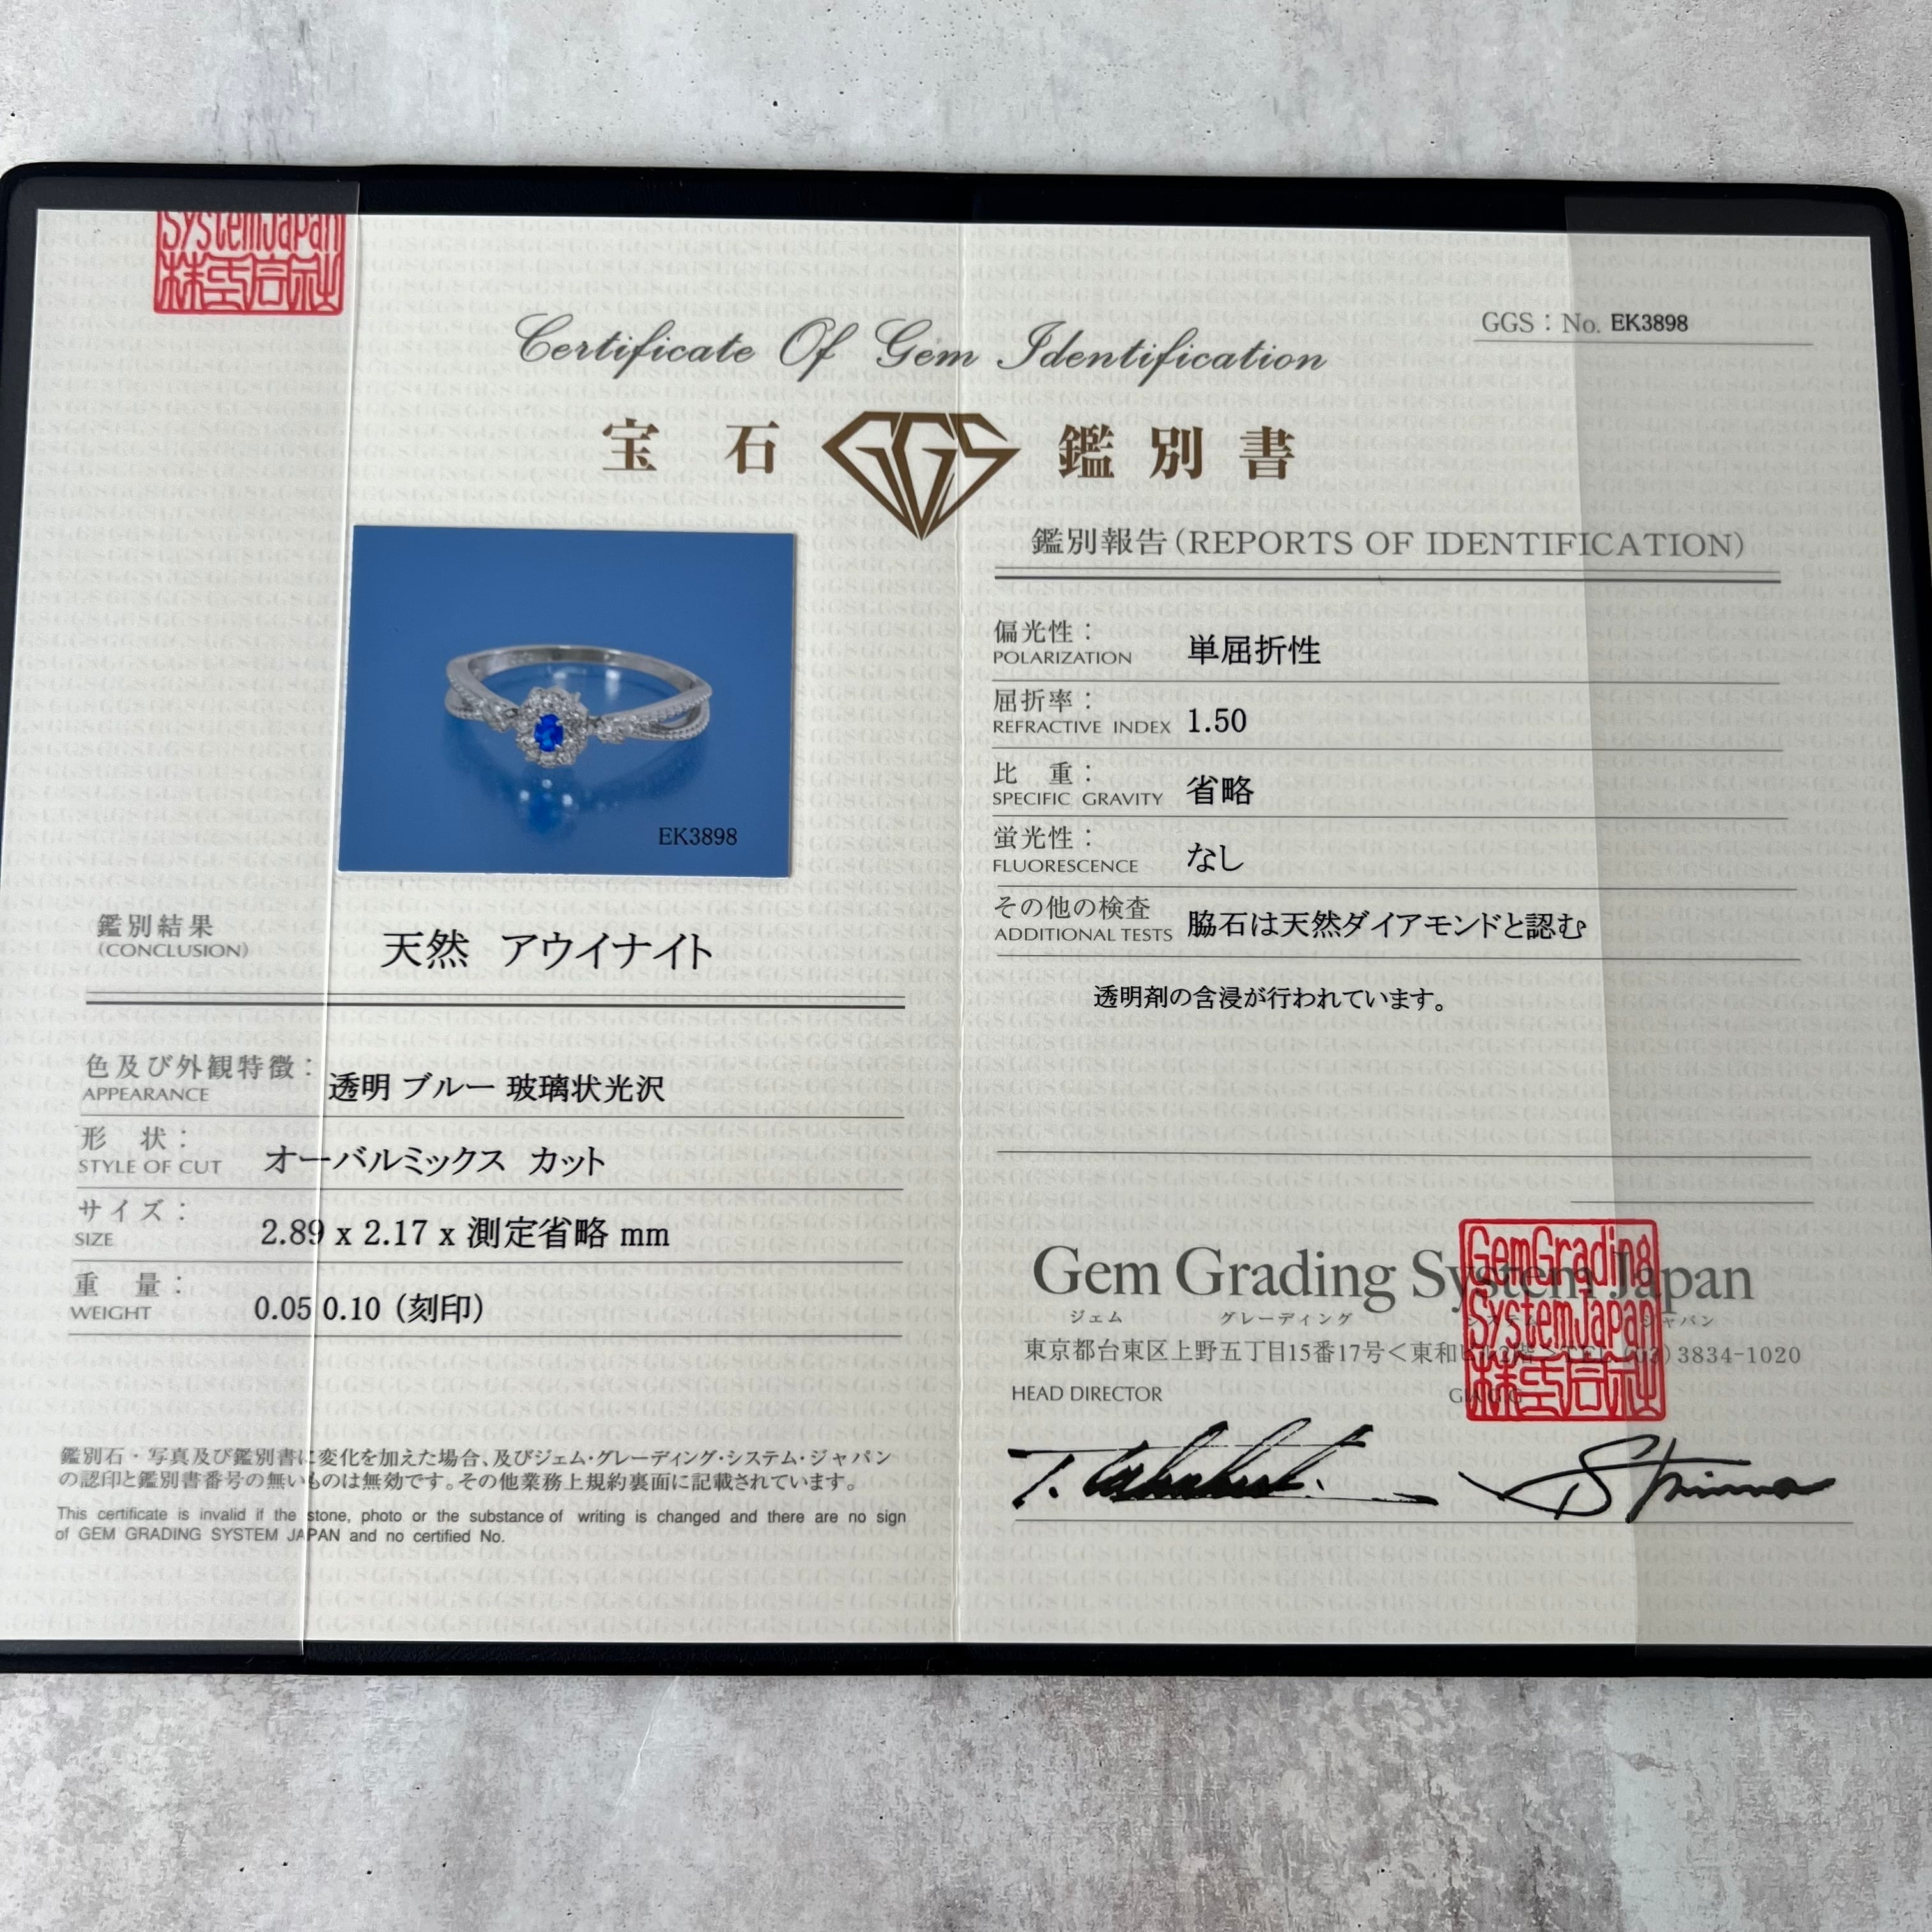 SystemJapan
株式会社
Certificate Of Gem Identification
GGS：No. EK3898
宝石 GGS 鑑別書
EK3898
鑑別結果
(CONCLUSION)
天然 アウイナイト
色及び外観特徴：
APPEARANCE
透明 ブルー 玻璃状光沢
形 状：
STYLE OF CUT
オーバルミックス カット
サイズ：
SIZE
2.89 x 2.17 x 測定省略 mm
重 量：
WEIGHT
0.05 0.10 (刻印)
鑑別石・写真及び鑑別書に変化を加えた場合、及びジェム・グレーディング・システム・ジャパン
の認印と鑑別書番号の無いものは無効です。その他業務上規約裏面に記載されています。
This certificate is invalid if the stone, photo or the substance of writing is changed and there are no sign
of GEM GRADING SYSTEM JAPAN and no certified No.
鑑別報告(REPORTS OF IDENTIFICATION)
偏光性：
POLARIZATION
単屈折性
屈折率：
REFRACTIVE INDEX
1.50
比 重：
SPECIFIC GRAVITY
省略
蛍光性：
FLUORESCENCE
なし
その他の検査
ADDITIONAL TESTS
脇石は天然ダイアモンドと認む
透明剤の含浸が行われています。
Gem Grading System Japan
ジェム グレーディング システム ジャパン
東京都台東区上野五丁目15番17号＜東和ビル2階＞TEL (03)3834-1020
HEAD DIRECTOR
GIA.G.G
GemGrading
SystemJapan
株式会社